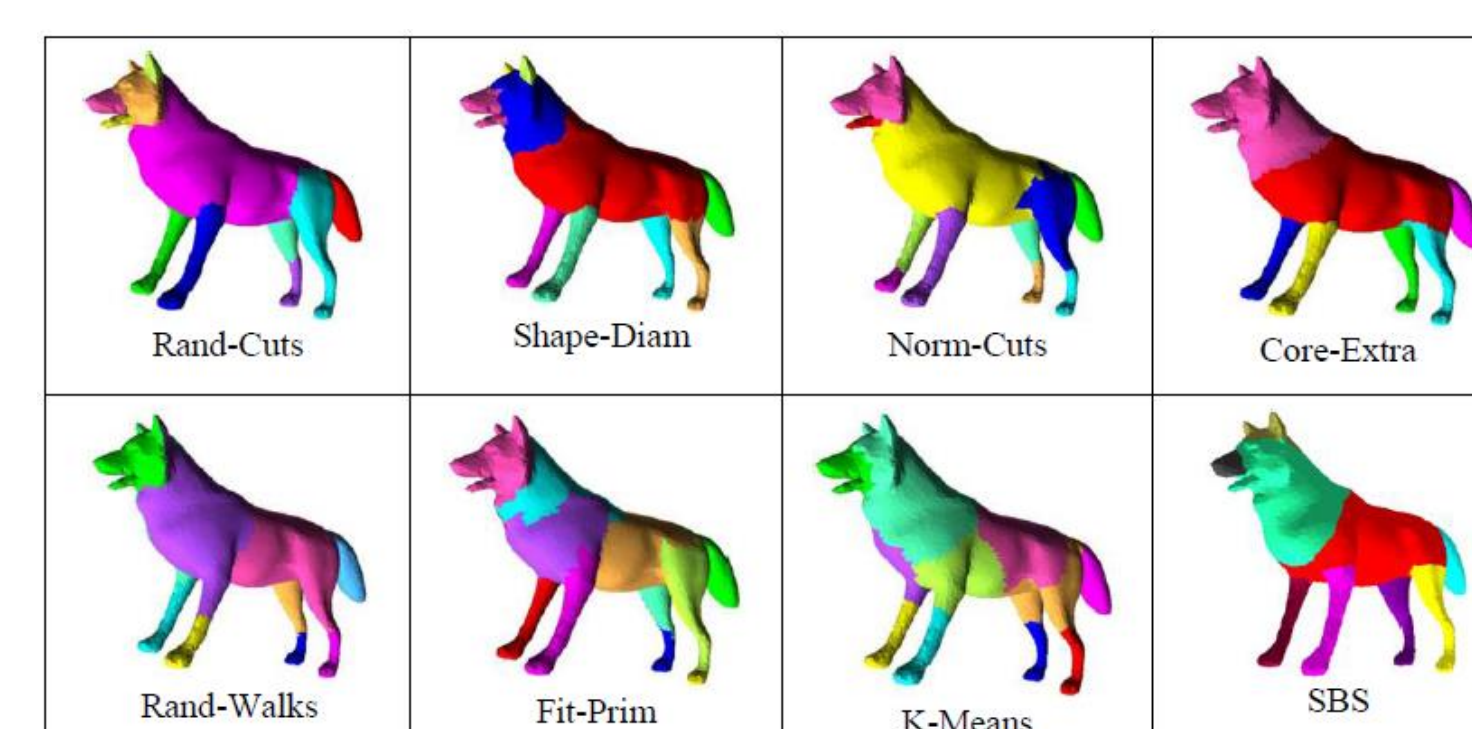 Rand-Cuts
Shape-Diam
Norm-Cuts
Core-Extra
Rand-Walks
Fit-Prim
K-Means
SBS